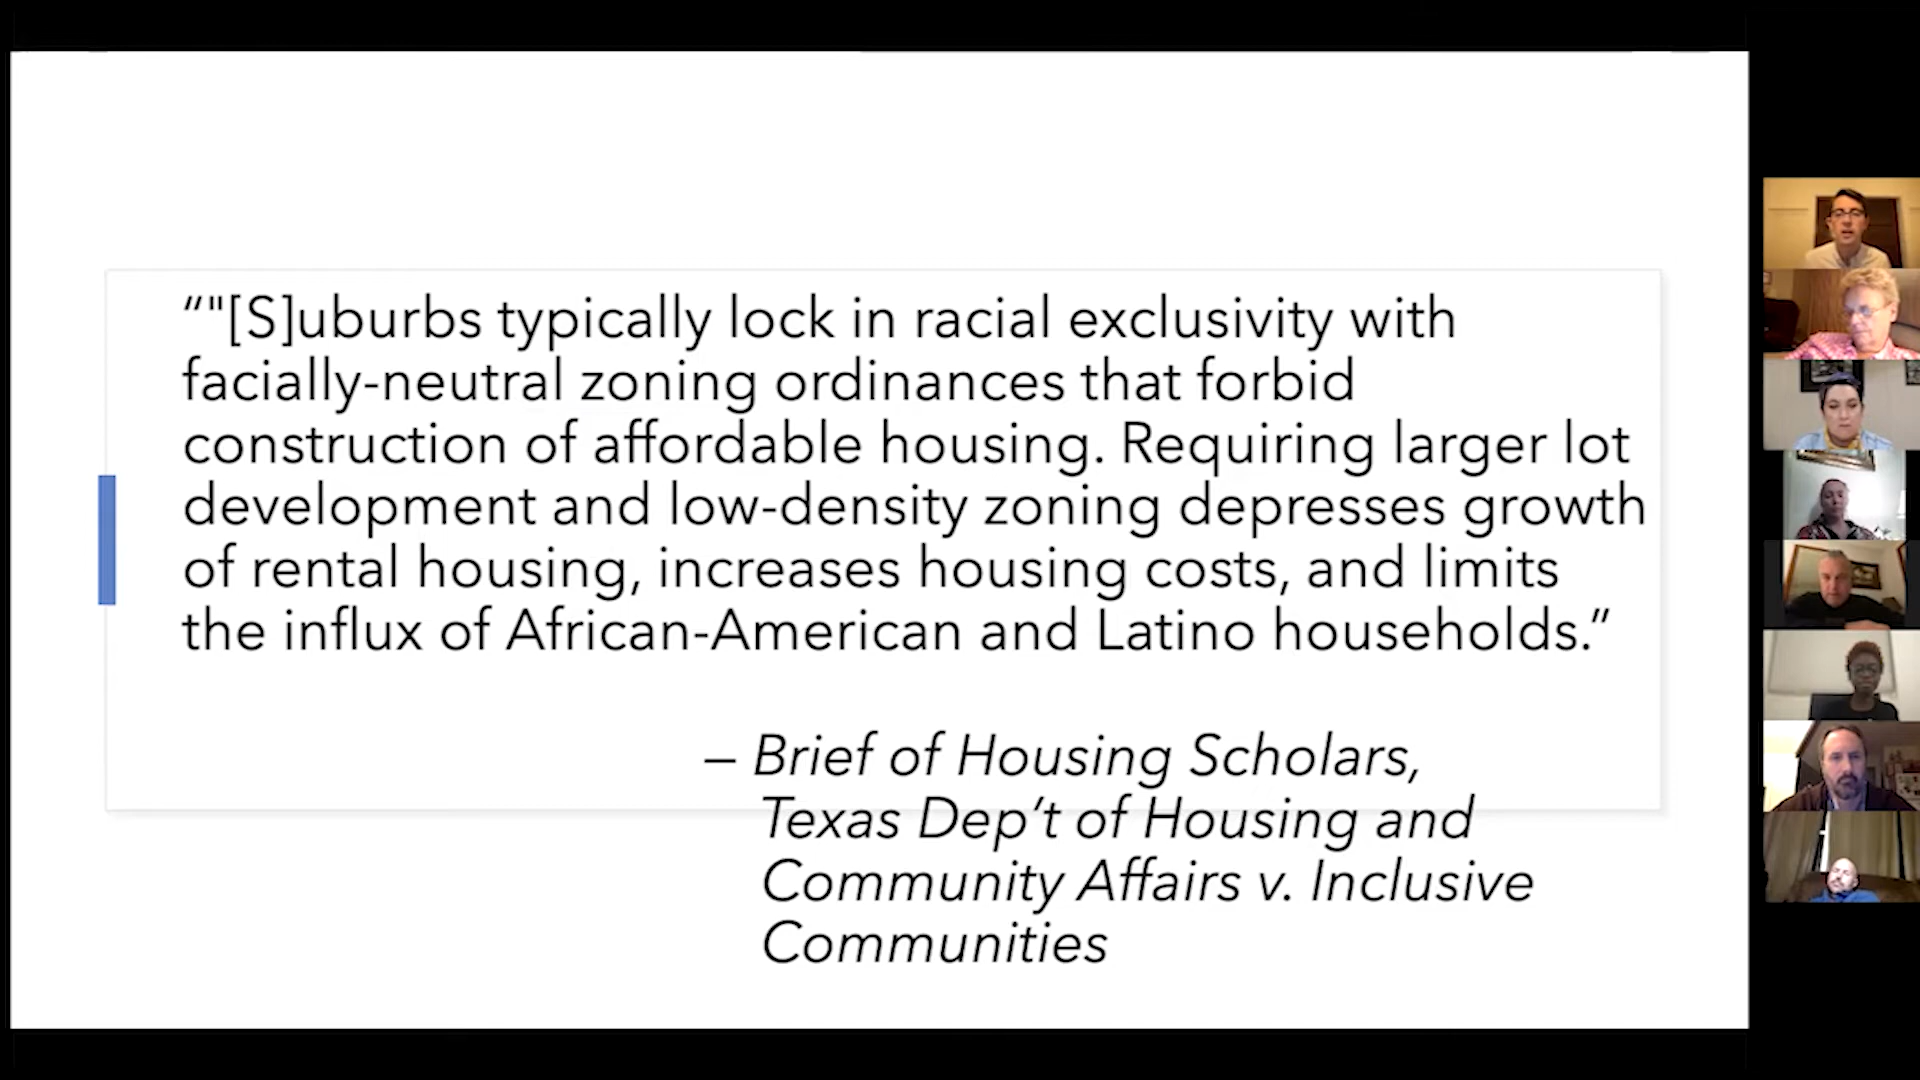 “"[S]uburbs typically lock in racial exclusivity with
facially-neutral zoning ordinances that forbid
construction of affordable housing. Requiring larger lot
development and low-density zoning depresses growth
of rental housing, increases housing costs, and limits
the influx of African-American and Latino households.”
– Brief of Housing Scholars,
Texas Dep’t of Housing and
Community Affairs v. Inclusive
Communities